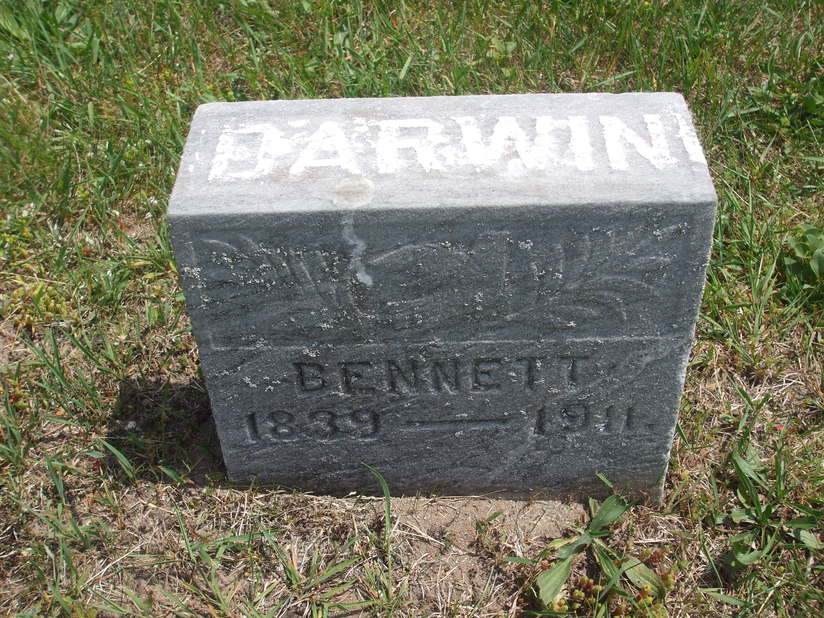 DARWIN
BENNETT
1839 — 1911.